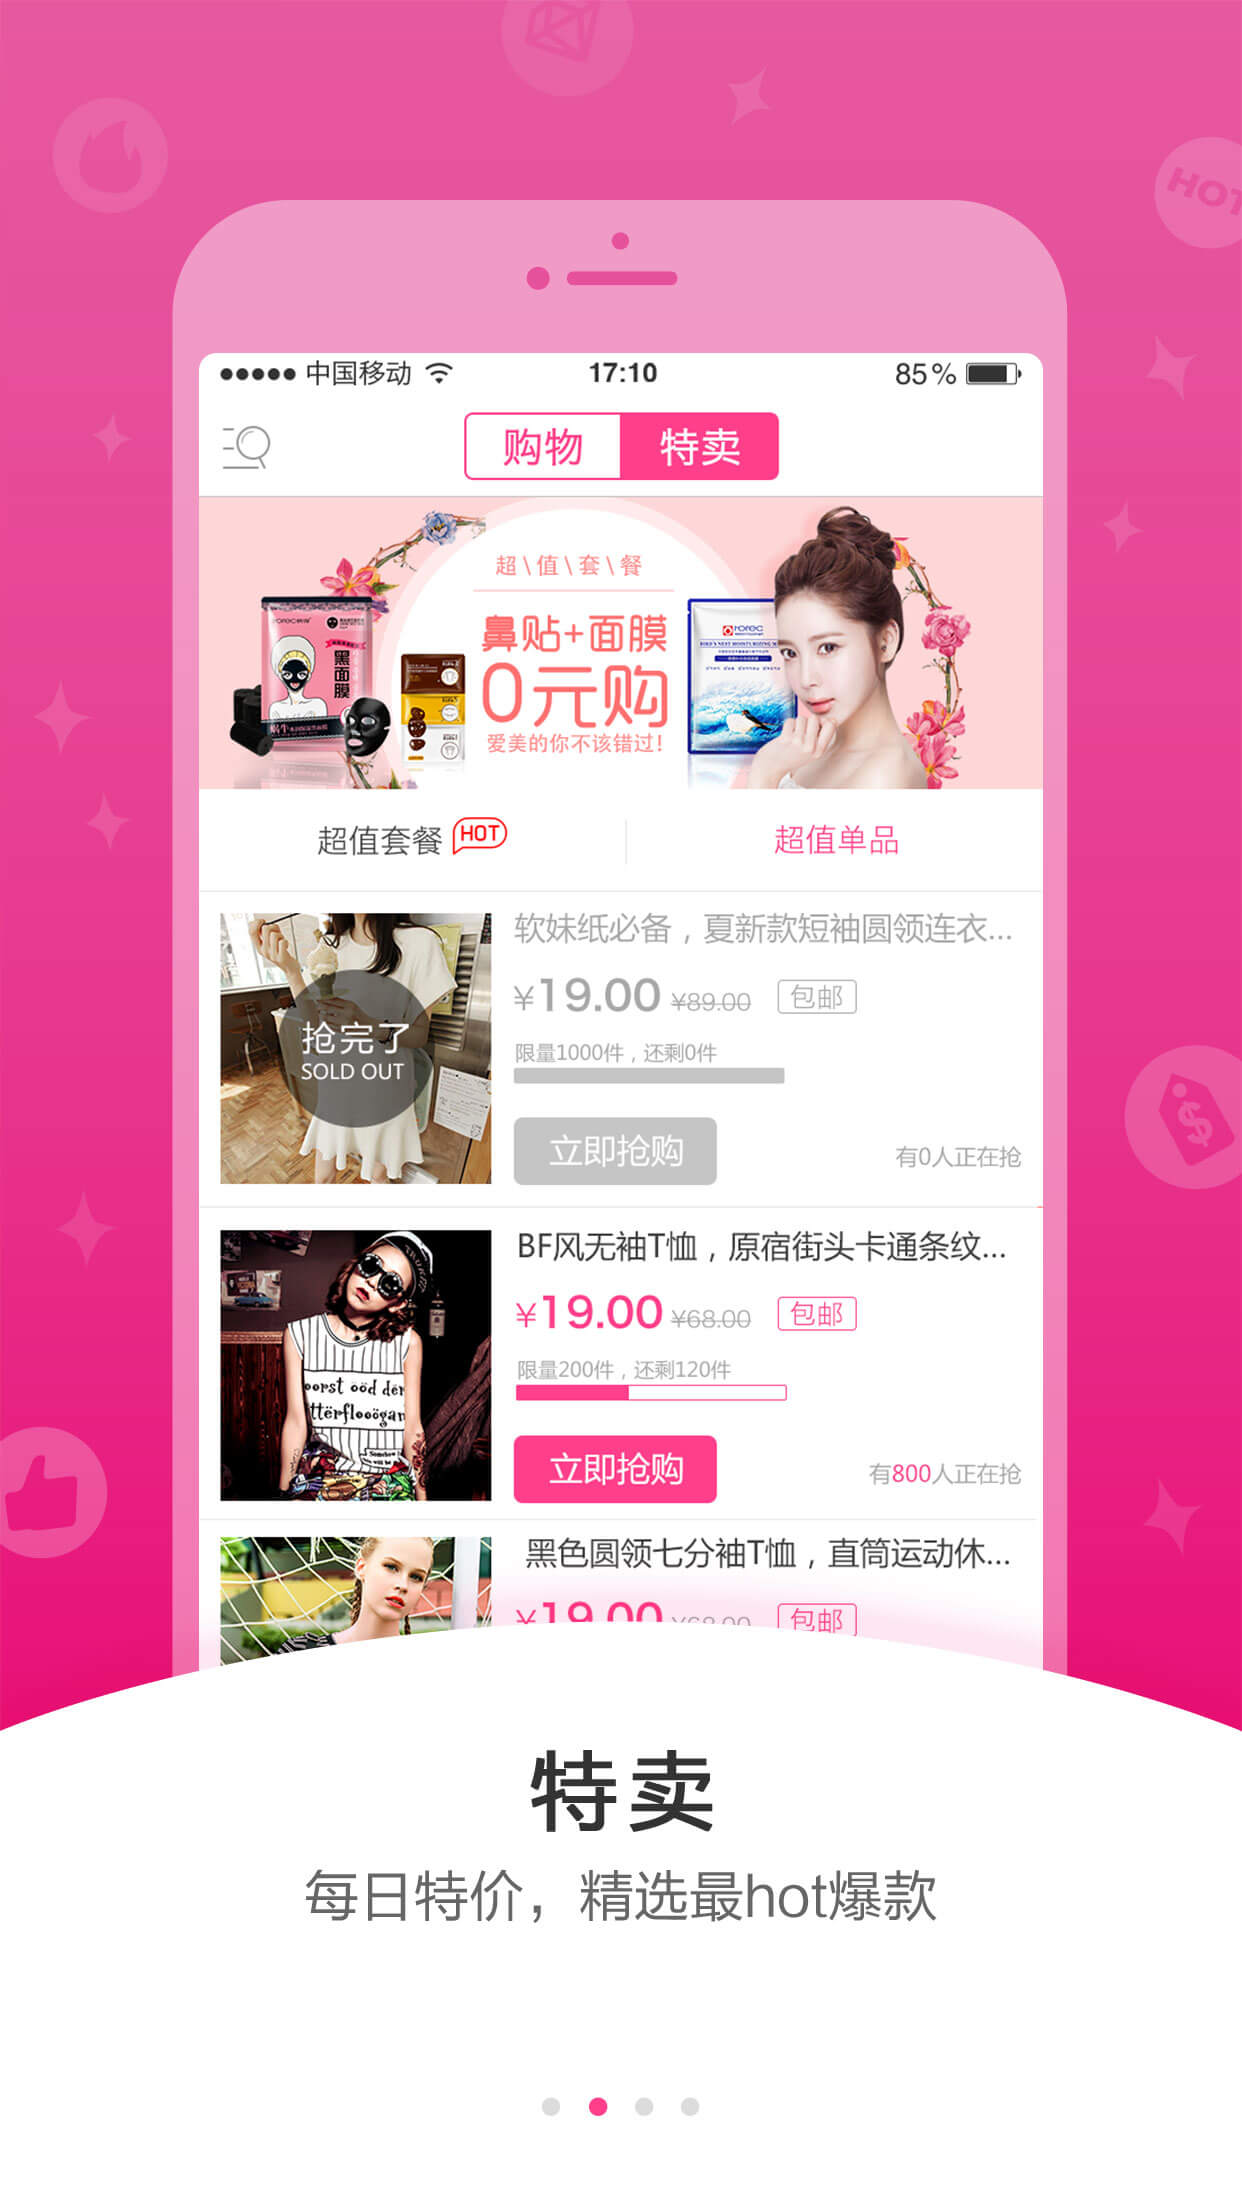 HOT
中国移动
17:10
85%
购物
特卖
超\值\套\餐
鼻贴+面膜
0元购
爱美的你不该错过!
黑面膜
rorec
超值套餐 HOT
超值单品
软妹纸必备，夏新款短袖圆领连衣...
¥19.00 ¥89.00 包邮
限量1000件，还剩0件
抢完了
SOLD OUT
立即抢购
有0人正在抢
BF风无袖T恤，原宿街头卡通条纹...
¥19.00 ¥68.00 包邮
限量200件，还剩120件
立即抢购
有800人正在抢
黑色圆领七分袖T恤，直筒运动休...
¥19.00 ¥68.00 包邮
特卖
每日特价，精选最hot爆款